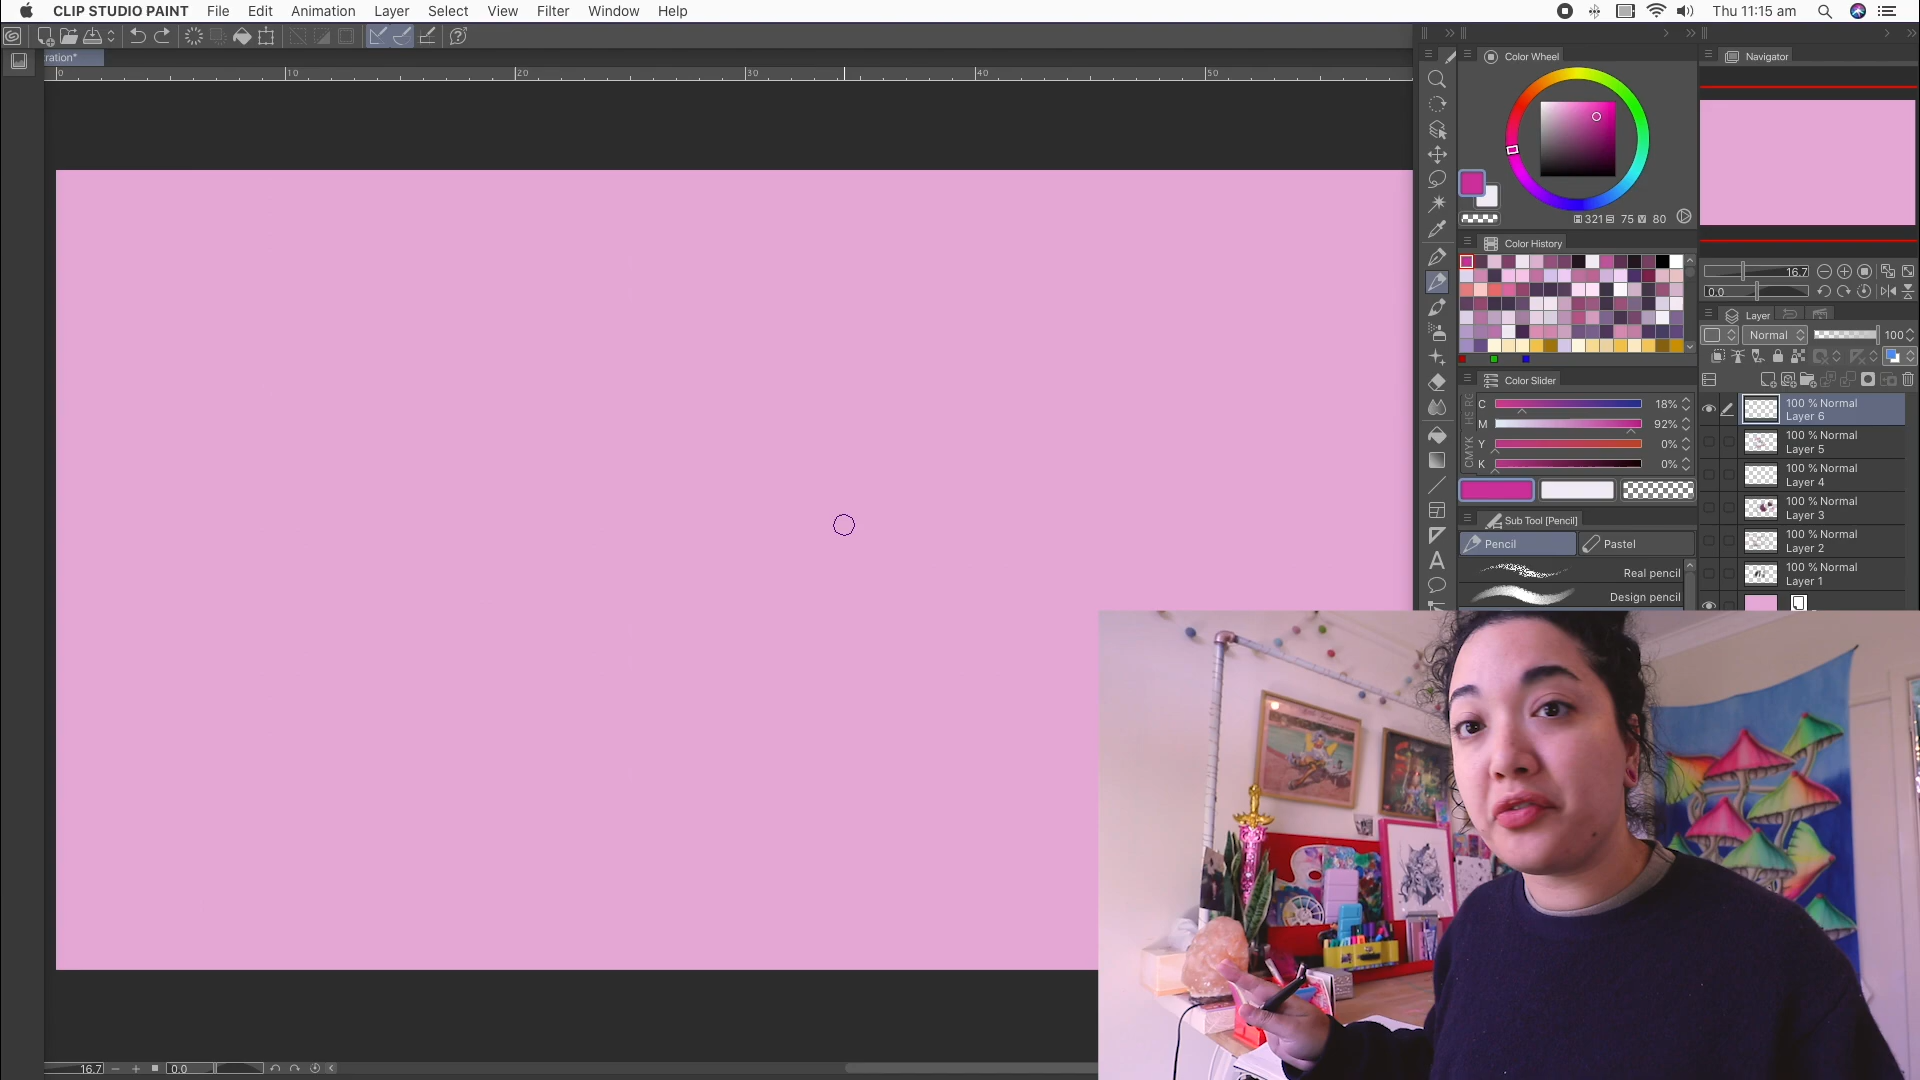 CLIP STUDIO PAINT File Edit Animation Layer Select View Filter Window Help Thu 11:15 am
ration*
0 10 20 30 40 50
Color Wheel
321 75 80
Color History
Color Slider
C 18%
M 92%
Y 0%
K 0%
CMYK
Sub Tool [Pencil]
Pencil Pastel
Real pencil
Design pencil
Navigator
16.7
0.0
Layer
Normal 100
100 % Normal
Layer 6
100 % Normal
Layer 5
100 % Normal
Layer 4
100 % Normal
Layer 3
100 % Normal
Layer 2
100 % Normal
Layer 1
16.7 0.0